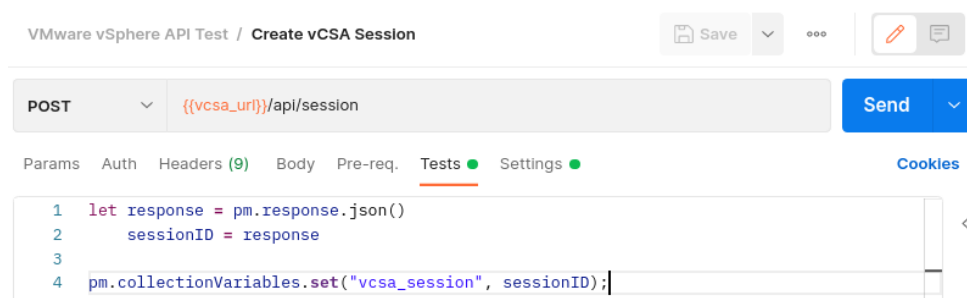 VMware vSphere API Test / Create vCSA Session Save ooo
POST {{vcsa_url}}/api/session Send
Params Auth Headers (9) Body Pre-req. Tests Settings Cookies
1 let response = pm.response.json()
2 sessionID = response
3
4 pm.collectionVariables.set("vcsa_session", sessionID);